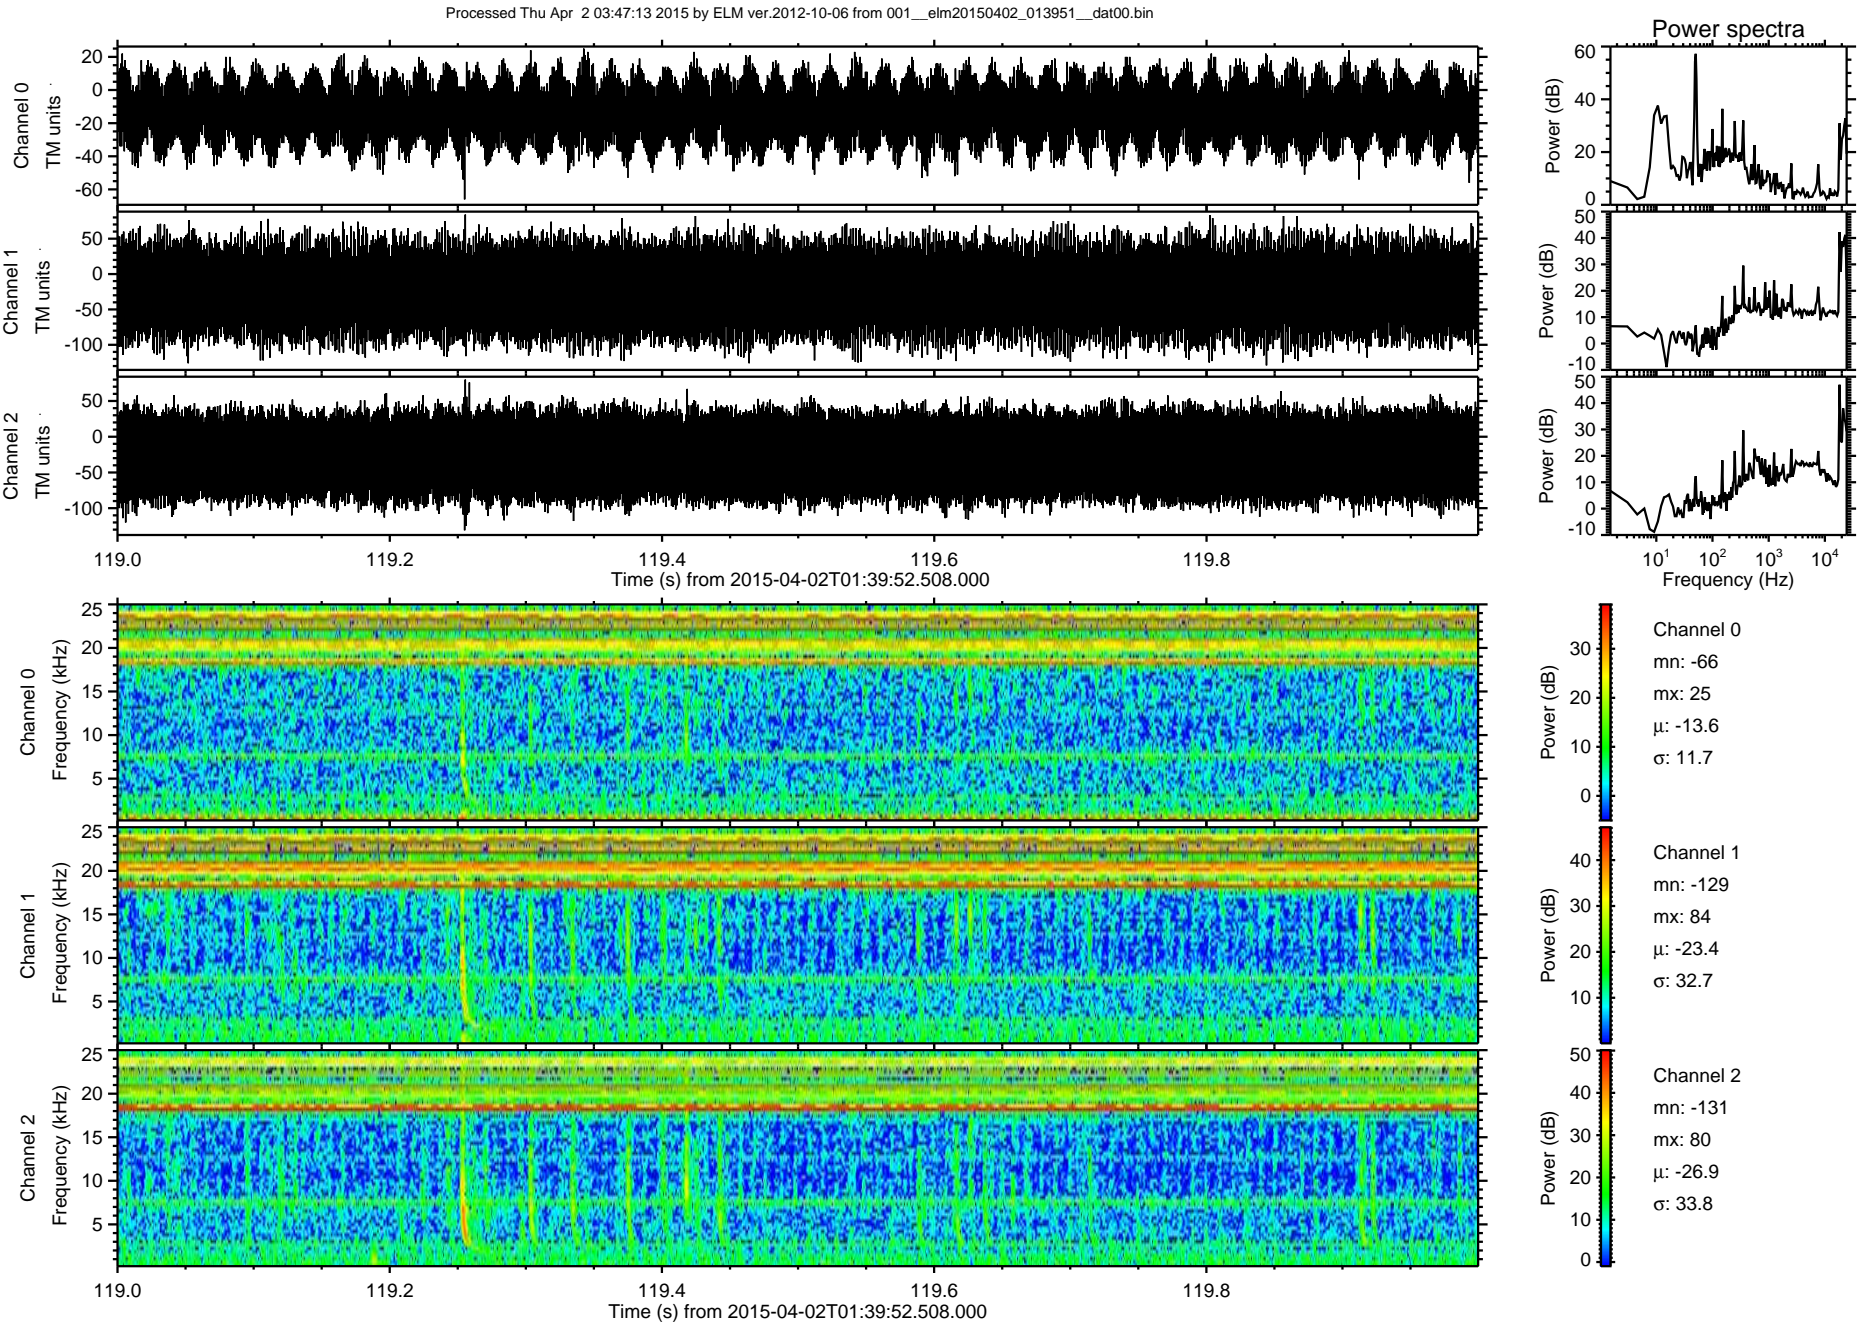 Processed Thu Apr  2 03:47:13 2015 by ELM ver.2012-10-06 from 001__elm20150402_013951__dat00.bin
Power spectra
Channel 0
TM units
20
0
-20
-40
-60
Power (dB)
60
40
20
0
Channel 1
TM units
50
0
-50
-100
Power (dB)
50
40
30
20
10
0
-10
Channel 2
TM units
50
0
-50
-100
Power (dB)
50
40
30
20
10
0
-10
119.0 119.2 119.4 119.6 119.8
Time (s) from 2015-04-02T01:39:52.508.000
10¹ 10² 10³ 10⁴
Frequency (Hz)
Channel 0
Frequency (kHz)
25
20
15
10
5
Power (dB)
30
20
10
0
Channel 0
mn: -66
mx: 25
μ: -13.6
σ: 11.7
Channel 1
Frequency (kHz)
25
20
15
10
5
Power (dB)
40
30
20
10
Channel 1
mn: -129
mx: 84
μ: -23.4
σ: 32.7
Channel 2
Frequency (kHz)
25
20
15
10
5
Power (dB)
50
40
30
20
10
0
Channel 2
mn: -131
mx: 80
μ: -26.9
σ: 33.8
119.0 119.2 119.4 119.6 119.8
Time (s) from 2015-04-02T01:39:52.508.000